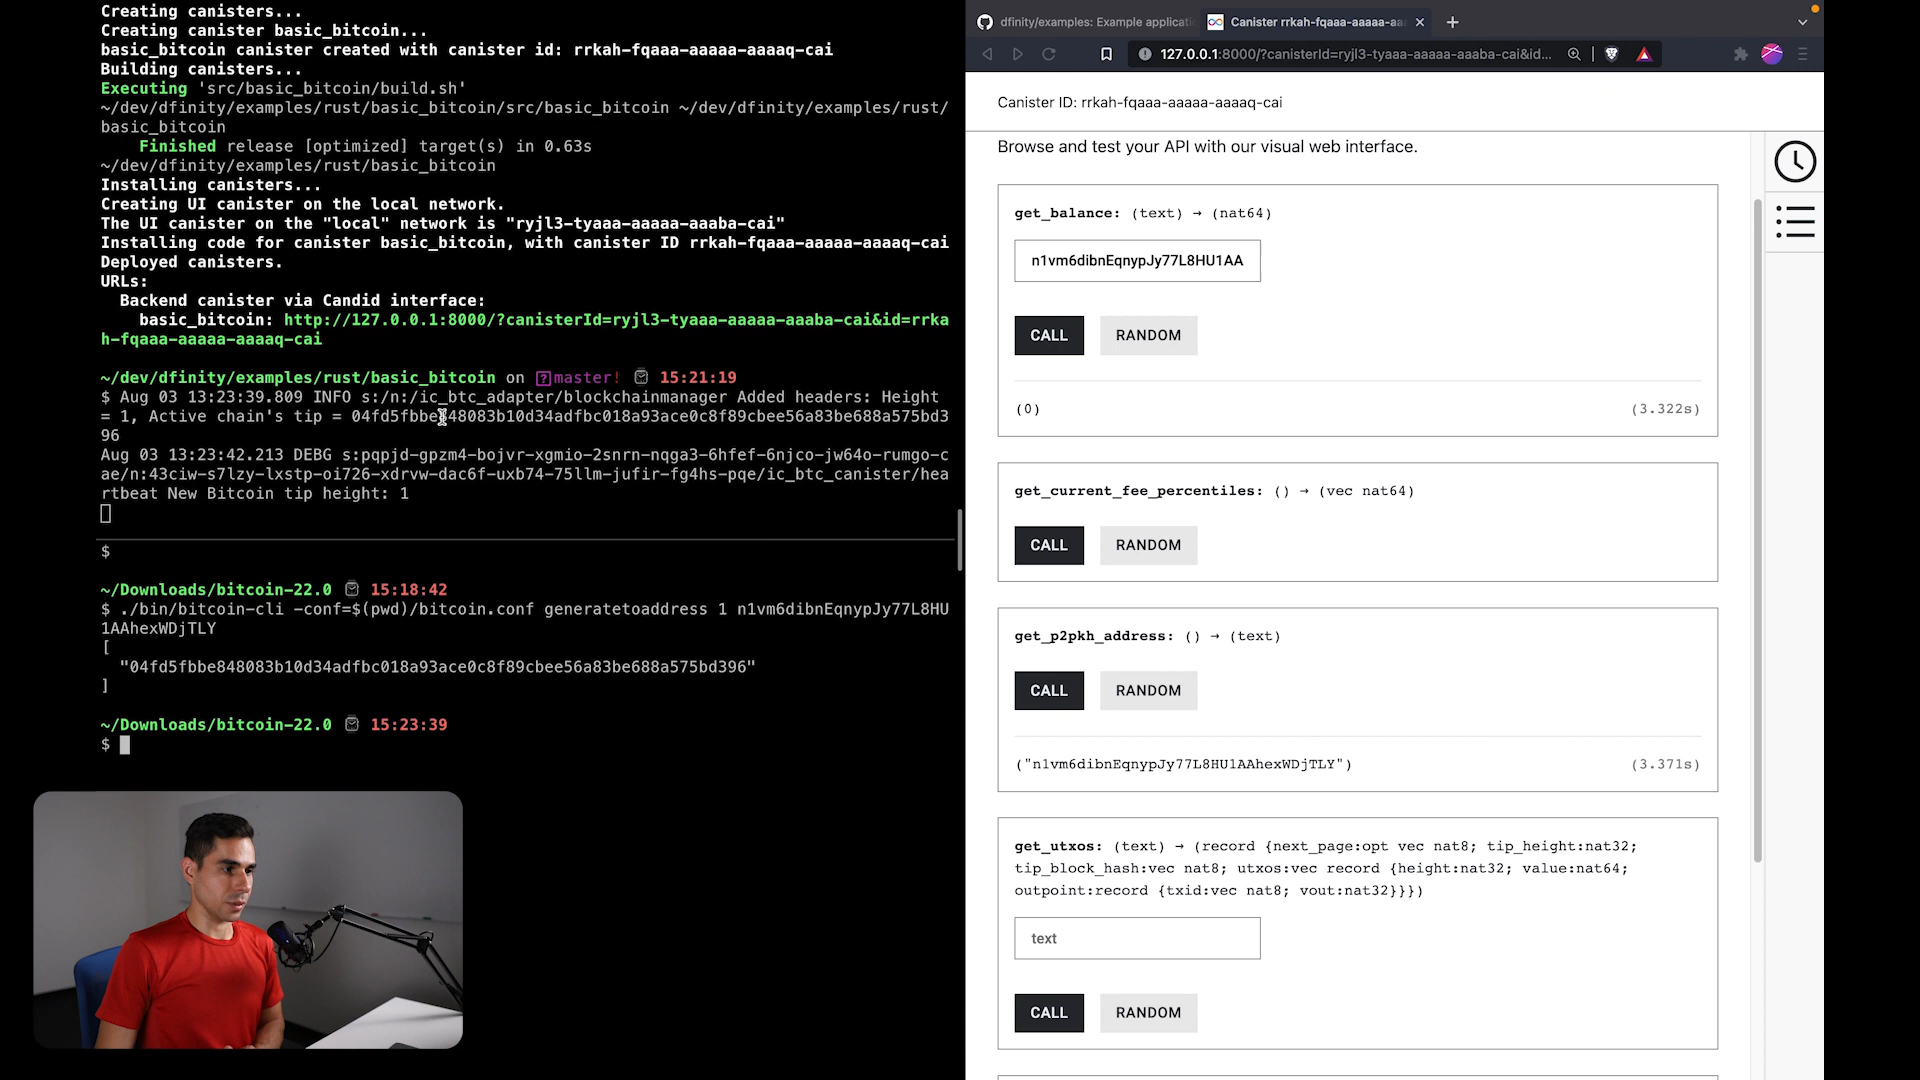 Creating canisters...
Creating canister basic_bitcoin...
basic_bitcoin canister created with canister id: rrkah-fqaaa-aaaaa-aaaaq-cai
Building canisters...
Executing 'src/basic_bitcoin/build.sh'
~/dev/dfinity/examples/rust/basic_bitcoin/src/basic_bitcoin ~/dev/dfinity/examples/rust/
basic_bitcoin
Finished release [optimized] target(s) in 0.63s
~/dev/dfinity/examples/rust/basic_bitcoin
Installing canisters...
Creating UI canister on the local network.
The UI canister on the "local" network is "ryjl3-tyaaa-aaaaa-aaaba-cai"
Installing code for canister basic_bitcoin, with canister ID rrkah-fqaaa-aaaaa-aaaaq-cai
Deployed canisters.
URLs:
Backend canister via Candid interface:
basic_bitcoin: http://127.0.0.1:8000/?canisterId=ryjl3-tyaaa-aaaaa-aaaba-cai&id=rrka
h-fqaaa-aaaaa-aaaaq-cai
~/dev/dfinity/examples/rust/basic_bitcoin on master! 15:21:19
$ Aug 03 13:23:39.809 INFO s:/n:/ic_btc_adapter/blockchainmanager Added headers: Height
= 1, Active chain's tip = 04fd5fbbe848083b10d34adfbc018a93ace0c8f89cbee56a83be688a575bd3
96
Aug 03 13:23:42.213 DEBG s:pqpjd-gpzm4-bojvr-xgmio-2snrn-nqga3-6hfef-6njco-jw64o-rumgo-c
ae/n:43ciw-s7lzy-lxstp-oi726-xdrvw-dac6f-uxb74-75llm-jufir-fg4hs-pqe/ic_btc_canister/hea
rtbeat New Bitcoin tip height: 1
$
~/Downloads/bitcoin-22.0 15:18:42
$ ./bin/bitcoin-cli -conf=$(pwd)/bitcoin.conf generatetoaddress 1 n1vm6dibnEqnypJy77L8HU
1AAhexWDjTLY
[
"04fd5fbbe848083b10d34adfbc018a93ace0c8f89cbee56a83be688a575bd396"
]
~/Downloads/bitcoin-22.0 15:23:39
$
dfinity/examples: Example applicati
Canister rrkah-fqaaa-aaaaa-aa
127.0.0.1:8000/?canisterId=ryjl3-tyaaa-aaaaa-aaaba-cai&id...
Canister ID: rrkah-fqaaa-aaaaa-aaaaq-cai
Browse and test your API with our visual web interface.
get_balance: (text) → (nat64)
n1vm6dibnEqnypJy77L8HU1AA
CALL RANDOM
(0) (3.322s)
get_current_fee_percentiles: () → (vec nat64)
CALL RANDOM
get_p2pkh_address: () → (text)
CALL RANDOM
("n1vm6dibnEqnypJy77L8HU1AAhexWDjTLY") (3.371s)
get_utxos: (text) → (record {next_page:opt vec nat8; tip_height:nat32;
tip_block_hash:vec nat8; utxos:vec record {height:nat32; value:nat64;
outpoint:record {txid:vec nat8; vout:nat32}}})
text
CALL RANDOM